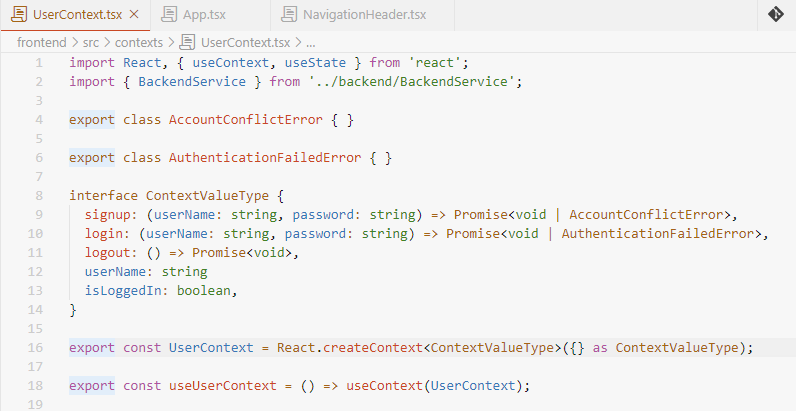 UserContext.tsx App.tsx NavigationHeader.tsx
frontend > src > contexts > UserContext.tsx > ...
1 import React, { useContext, useState } from 'react';
2 import { BackendService } from '../backend/BackendService';
3
4 export class AccountConflictError { }
5
6 export class AuthenticationFailedError { }
7
8 interface ContextValueType {
9   signup: (userName: string, password: string) => Promise<void | AccountConflictError>,
10   login: (userName: string, password: string) => Promise<void | AuthenticationFailedError>,
11   logout: () => Promise<void>,
12   userName: string
13   isLoggedIn: boolean,
14 }
15
16 export const UserContext = React.createContext<ContextValueType>({} as ContextValueType);
17
18 export const useUserContext = () => useContext(UserContext);
19